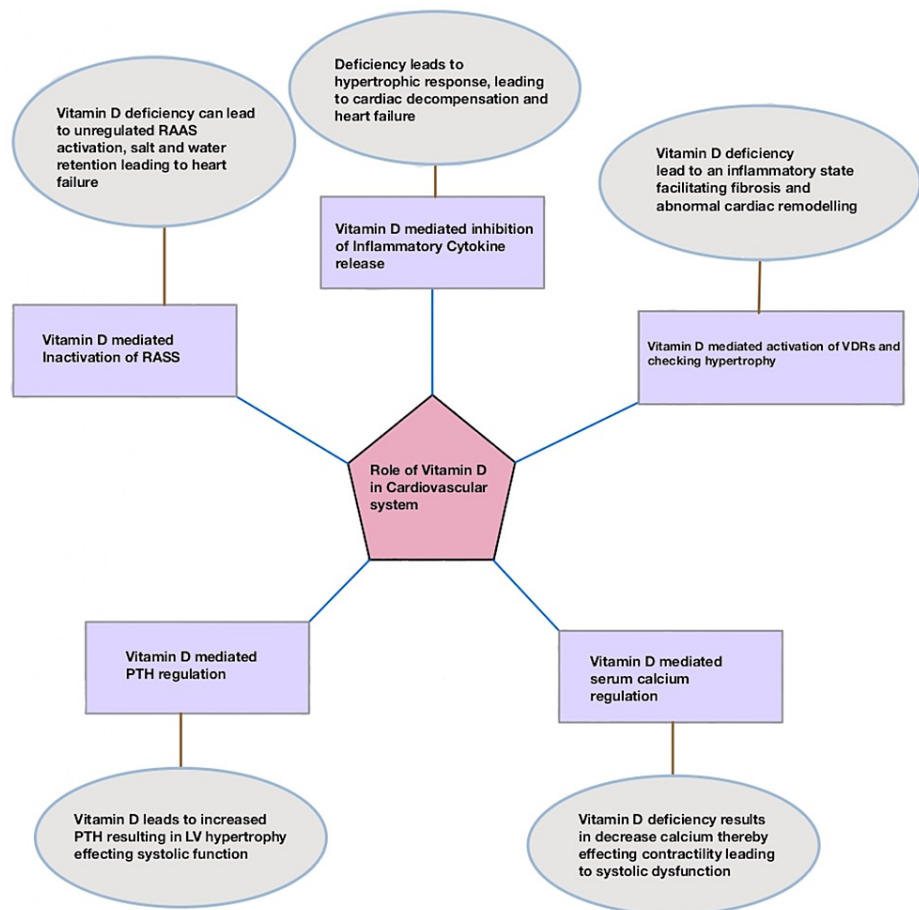 Deficiency leads to
hypertrophic response, leading
to cardiac decompensation and
heart failure
Vitamin D deficiency can lead
to unregulated RAAS
activation, salt and water
retention leading to heart
failure
Vitamin D deficiency
lead to an inflammatory state
facilitating fibrosis and
abnormal cardiac remodelling
Vitamin D mediated inhibition
of Inflammatory Cytokine
release
Vitamin D mediated
Inactivation of RASS
Vitamin D mediated activation of VDRs and
checking hypertrophy
Role of Vitamin D
in Cardiovascular
system
Vitamin D mediated
PTH regulation
Vitamin D mediated
serum calcium
regulation
Vitamin D leads to increased
PTH resulting in LV hypertrophy
effecting systolic function
Vitamin D deficiency results
in decrease calcium thereby
effecting contractility leading
to systolic dysfunction